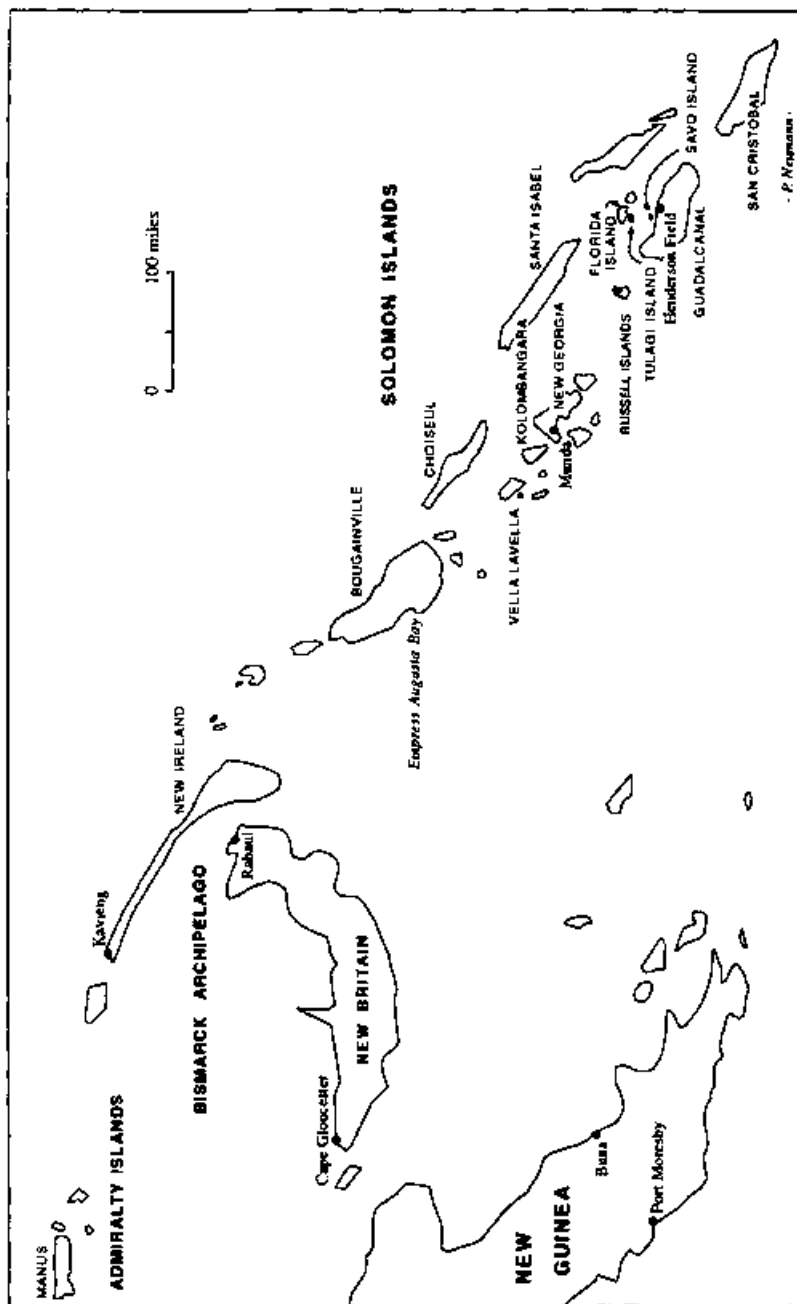 MANUS
ADMIRALTY ISLANDS
Kavieng
BISMARCK ARCHIPELAGO
NEW IRELAND
Rabaul
NEW BRITAIN
Cape Gloucester
NEW
GUINEA
Buna
Port Moresby
0 100 miles
SOLOMON ISLANDS
BOUGAINVILLE
Empress Augusta Bay
CHOISEUL
VELLA LAVELLA
KOLOMBANGARA
NEW GEORGIA
Munda
SANTA ISABEL
RUSSELL ISLANDS
FLORIDA
ISLAND
TULAGI ISLAND
Henderson Field
GUADALCANAL
SAVO ISLAND
SAN CRISTOBAL
- P. Neumann -